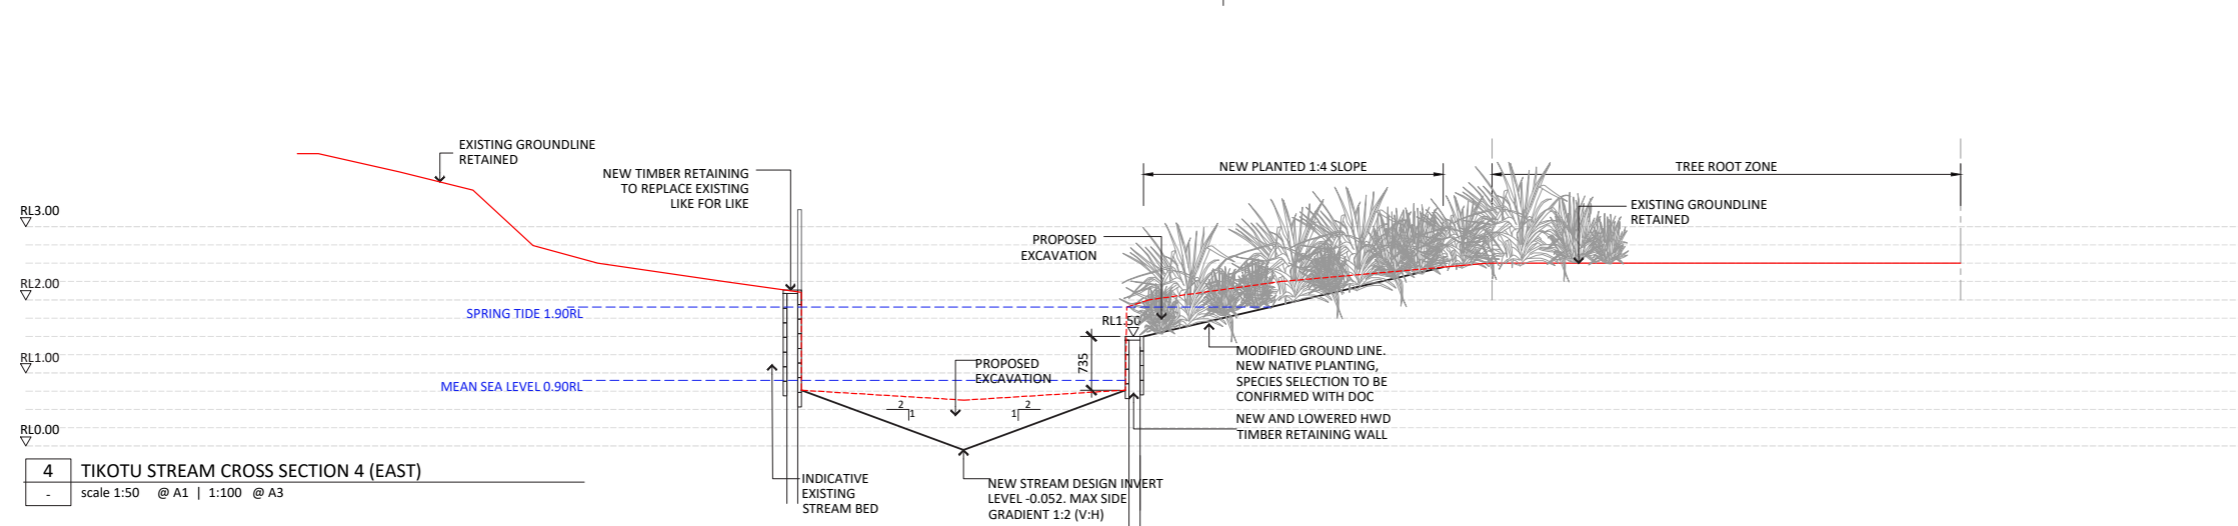 EXISTING GROUNDLINE
RETAINED
NEW TIMBER RETAINING
TO REPLACE EXISTING
LIKE FOR LIKE
NEW PLANTED 1:4 SLOPE
TREE ROOT ZONE
EXISTING GROUNDLINE
RETAINED
RL3.00
PROPOSED
EXCAVATION
RL2.00
SPRING TIDE 1.90RL
RL1.50
RL1.00
735
MEAN SEA LEVEL 0.90RL
PROPOSED
EXCAVATION
MODIFIED GROUND LINE.
NEW NATIVE PLANTING,
SPECIES SELECTION TO BE
CONFIRMED WITH DOC
2
1
2
1
NEW AND LOWERED HWD
TIMBER RETAINING WALL
RL0.00
4 TIKOTU STREAM CROSS SECTION 4 (EAST)
- scale 1:50 @ A1 | 1:100 @ A3
INDICATIVE
EXISTING
STREAM BED
NEW STREAM DESIGN INVERT
LEVEL -0.052. MAX SIDE
GRADIENT 1:2 (V:H)